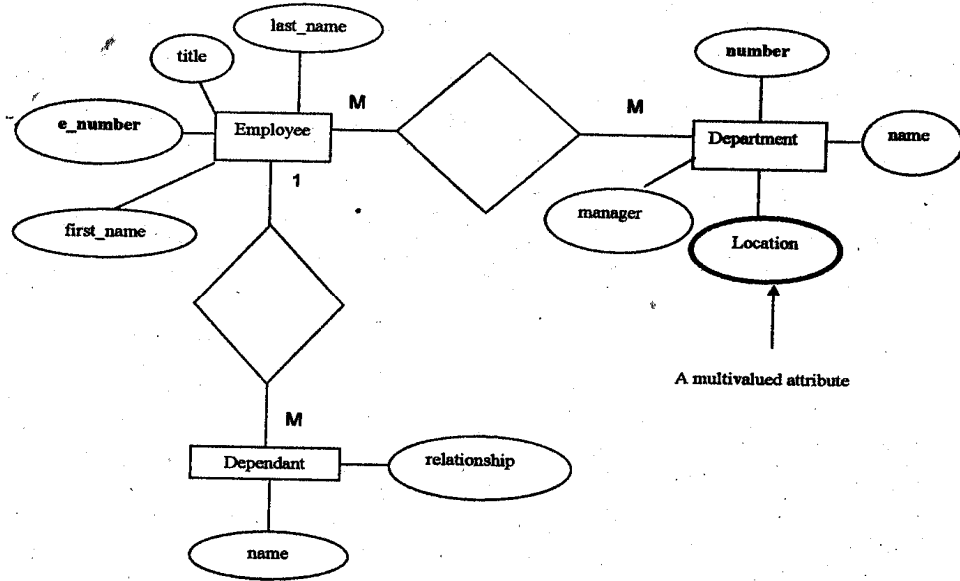 last_name
title
number
M
M
e_number
Employee
Department
name
1
manager
first_name
Location
A multivalued attribute
M
Dependant
relationship
name